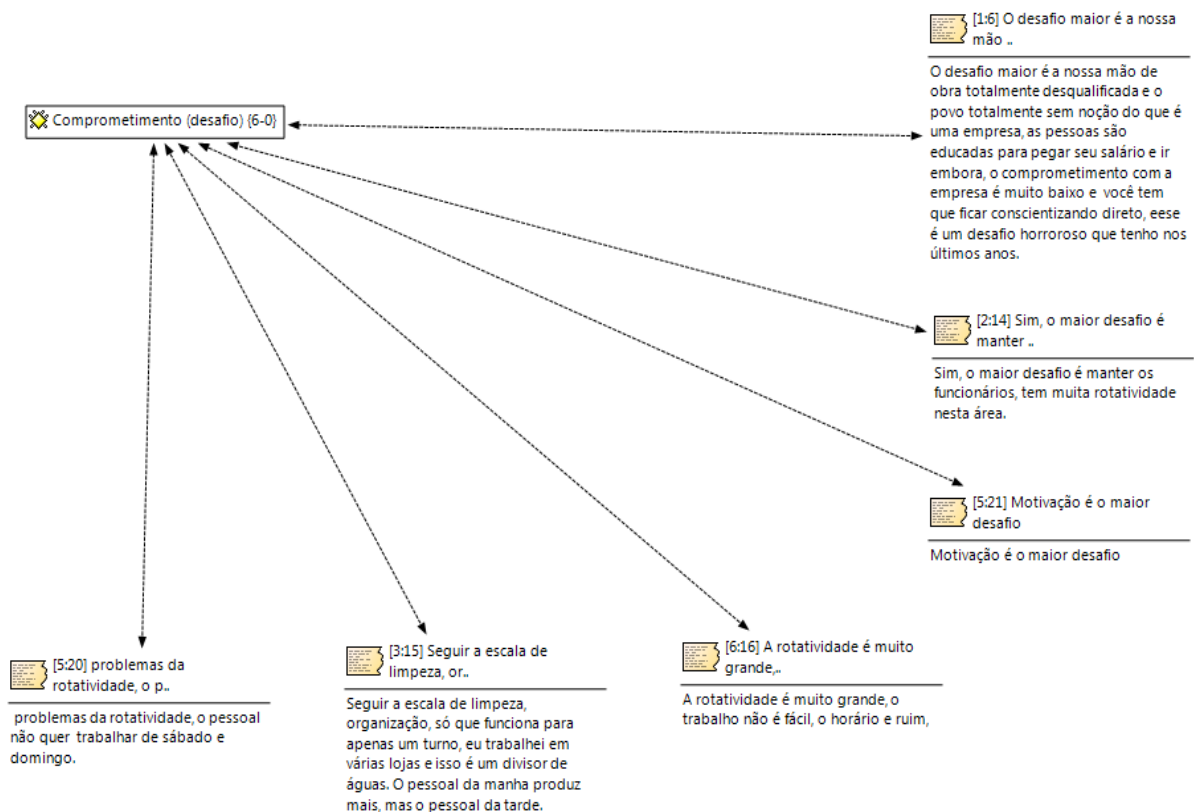 Comprometimento (desafio) {6-0}
[1:6] O desafio maior é a nossa
mão ..
O desafio maior é a nossa mão de
obra totalmente desqualificada e o
povo totalmente sem noção do que é
uma empresa, as pessoas são
educadas para pegar seu salário e ir
embora, o comprometimento com a
empresa é muito baixo e você tem
que ficar conscientizando direto, eese
é um desafio horroroso que tenho nos
últimos anos.
[2:14] Sim, o maior desafio é
manter ..
Sim, o maior desafio é manter os
funcionários, tem muita rotatividade
nesta área.
[5:21] Motivação é o maior
desafio
Motivação é o maior desafio
[5:20] problemas da
rotatividade, o p..
problemas da rotatividade, o pessoal
não quer trabalhar de sábado e
domingo.
[3:15] Seguir a escala de
limpeza, or..
Seguir a escala de limpeza,
organização, só que funciona para
apenas um turno, eu trabalhei em
várias lojas e isso é um divisor de
águas. O pessoal da manha produz
mais, mas o pessoal da tarde.
[6:16] A rotatividade é muito
grande,..
A rotatividade é muito grande, o
trabalho não é fácil, o horário e ruim,